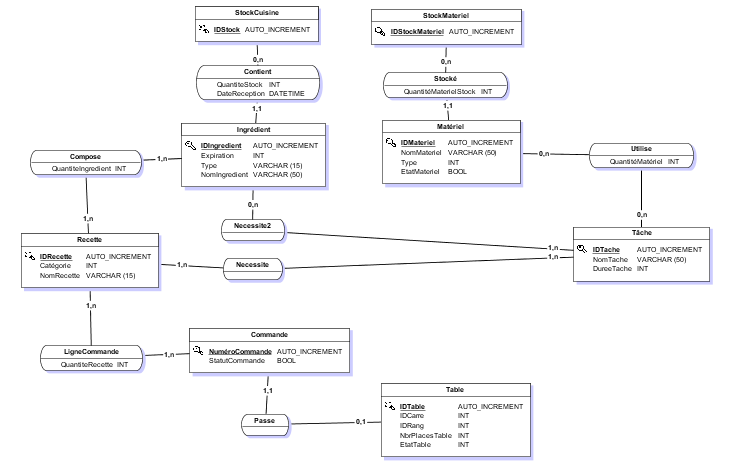 StockCuisine
IDStock AUTO_INCREMENT
StockMateriel
IDStockMateriel AUTO_INCREMENT
0,n
0,n
Contient
QuantiteStock INT
DateReception DATETIME
Stocké
QuantitéMaterielStock INT
1,1
1,1
Ingrédient
IDIngredient AUTO_INCREMENT
Expiration INT
Type VARCHAR (15)
NomIngredient VARCHAR (50)
Matériel
IDMateriel AUTO_INCREMENT
NomMateriel VARCHAR (50)
Type INT
EtatMateriel BOOL
0,n
Utilise
QuantitéMatériel INT
Compose
QuantiteIngredient INT
1,n
1,n
0,n
0,n
Necessite2
1,n
Recette
IDRecette AUTO_INCREMENT
Catégorie INT
NomRecette VARCHAR (15)
1,n
Necessite
1,n
Tâche
IDTache AUTO_INCREMENT
NomTache VARCHAR (50)
DureeTache INT
1,n
LigneCommande
QuantiteRecette INT
1,n
Commande
NuméroCommande AUTO_INCREMENT
StatutCommande BOOL
1,1
Passe
0,1
Table
IDTable AUTO_INCREMENT
IDCarre INT
IDRang INT
NbrPlacesTable INT
EtatTable INT